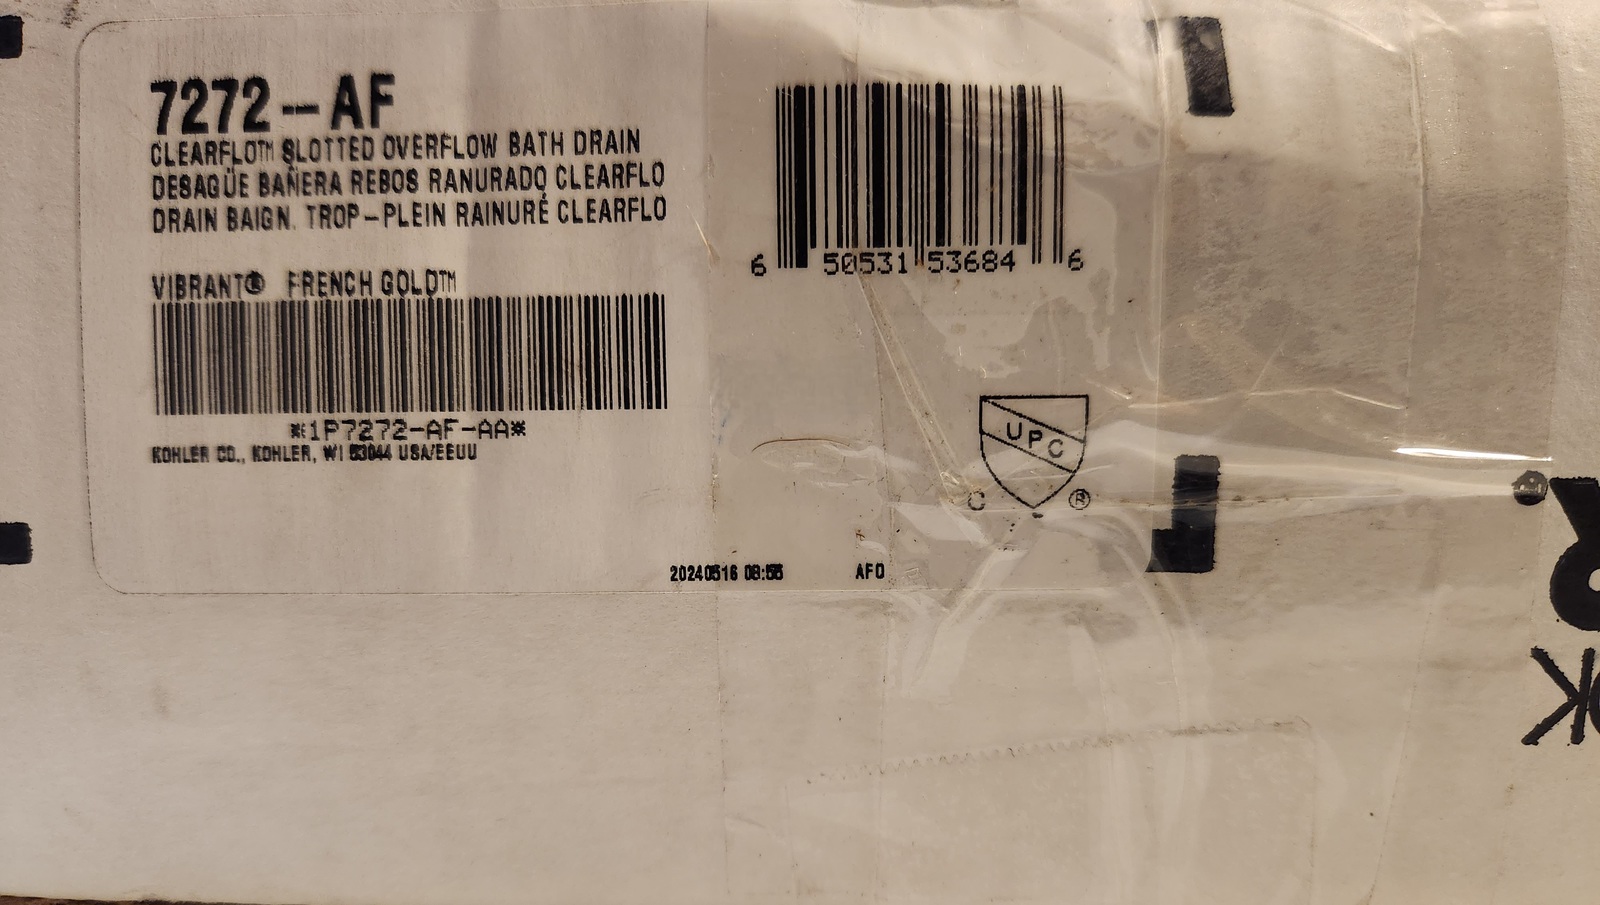 7272-AF
CLEARFLO™ SLOTTED OVERFLOW BATH DRAIN
DESAGÜE BAÑERA REBOS RANURADO CLEARFLO
DRAIN BAIGN. TROP-PLEIN RAINURÉ CLEARFLO
VIBRANT® FRENCH GOLD™
*1P7272-AF-AA*
KOHLER CO., KOHLER, WI 53044 USA/EEUU
6 50531 53684 6
UPC
C ®
20240516 AFO